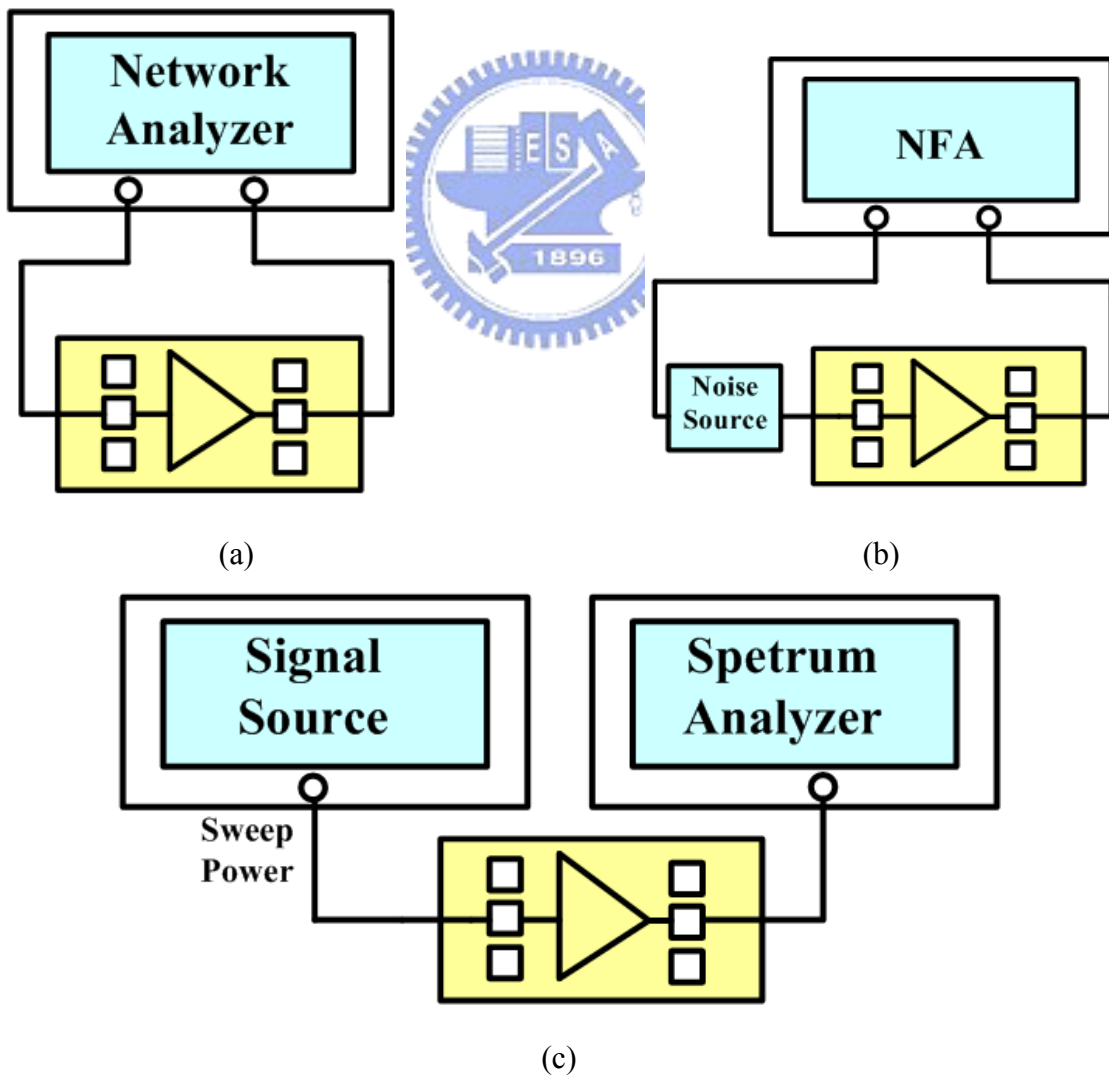 Network
Analyzer
E S A
1896
NFA
Noise
Source
(a)
(b)
Signal
Source
Spetrum
Analyzer
Sweep
Power
(c)